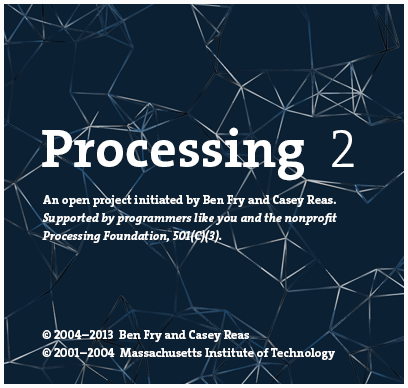 Processing 2
An open project initiated by Ben Fry and Casey Reas.
Supported by programmers like you and the nonprofit
Processing Foundation, 501(C)(3).
© 2004–2013 Ben Fry and Casey Reas
© 2001–2004 Massachusetts Institute of Technology